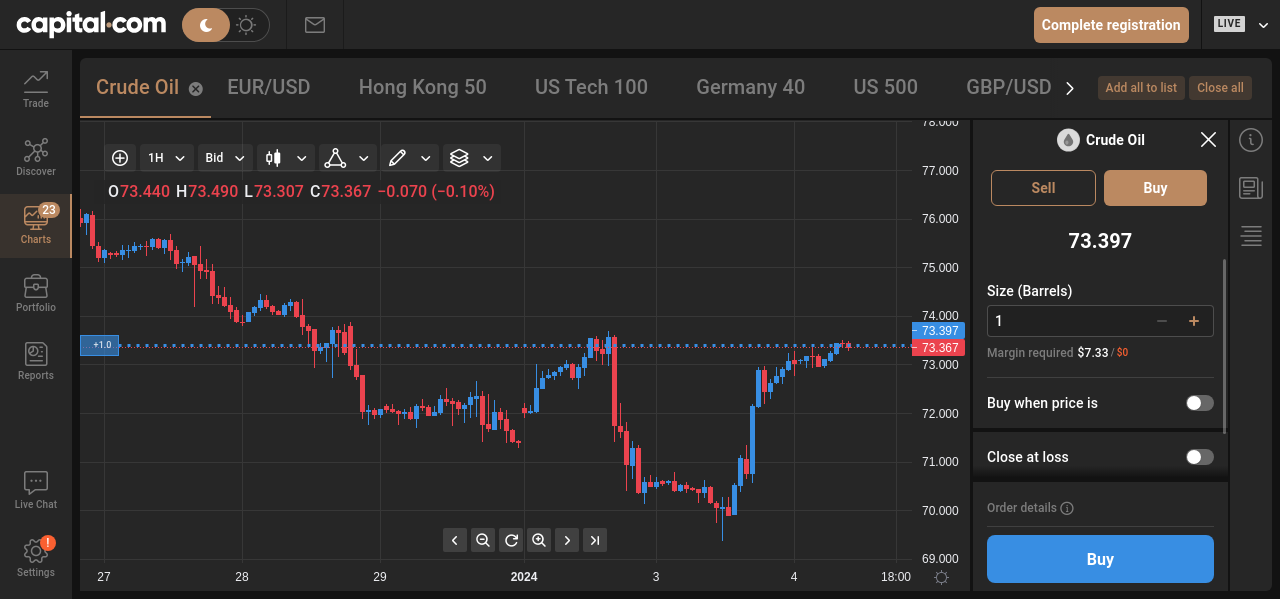 capital.com
Complete registration
LIVE
Trade
Discover
23
Charts
Portfolio
Reports
Live Chat
!
Settings
Crude Oil
EUR/USD
Hong Kong 50
US Tech 100
Germany 40
US 500
GBP/USD
Add all to list
Close all
1H
Bid
O73.440 H73.490 L73.307 C73.367 −0.070 (−0.10%)
+1.0
78.000
77.000
76.000
75.000
74.000
73.397
73.367
73.000
72.000
71.000
70.000
69.000
27
28
29
2024
3
4
18:00
Crude Oil
Sell
Buy
73.397
Size (Barrels)
1
Margin required $7.33 / $0
Buy when price is
Close at loss
Order details
Buy